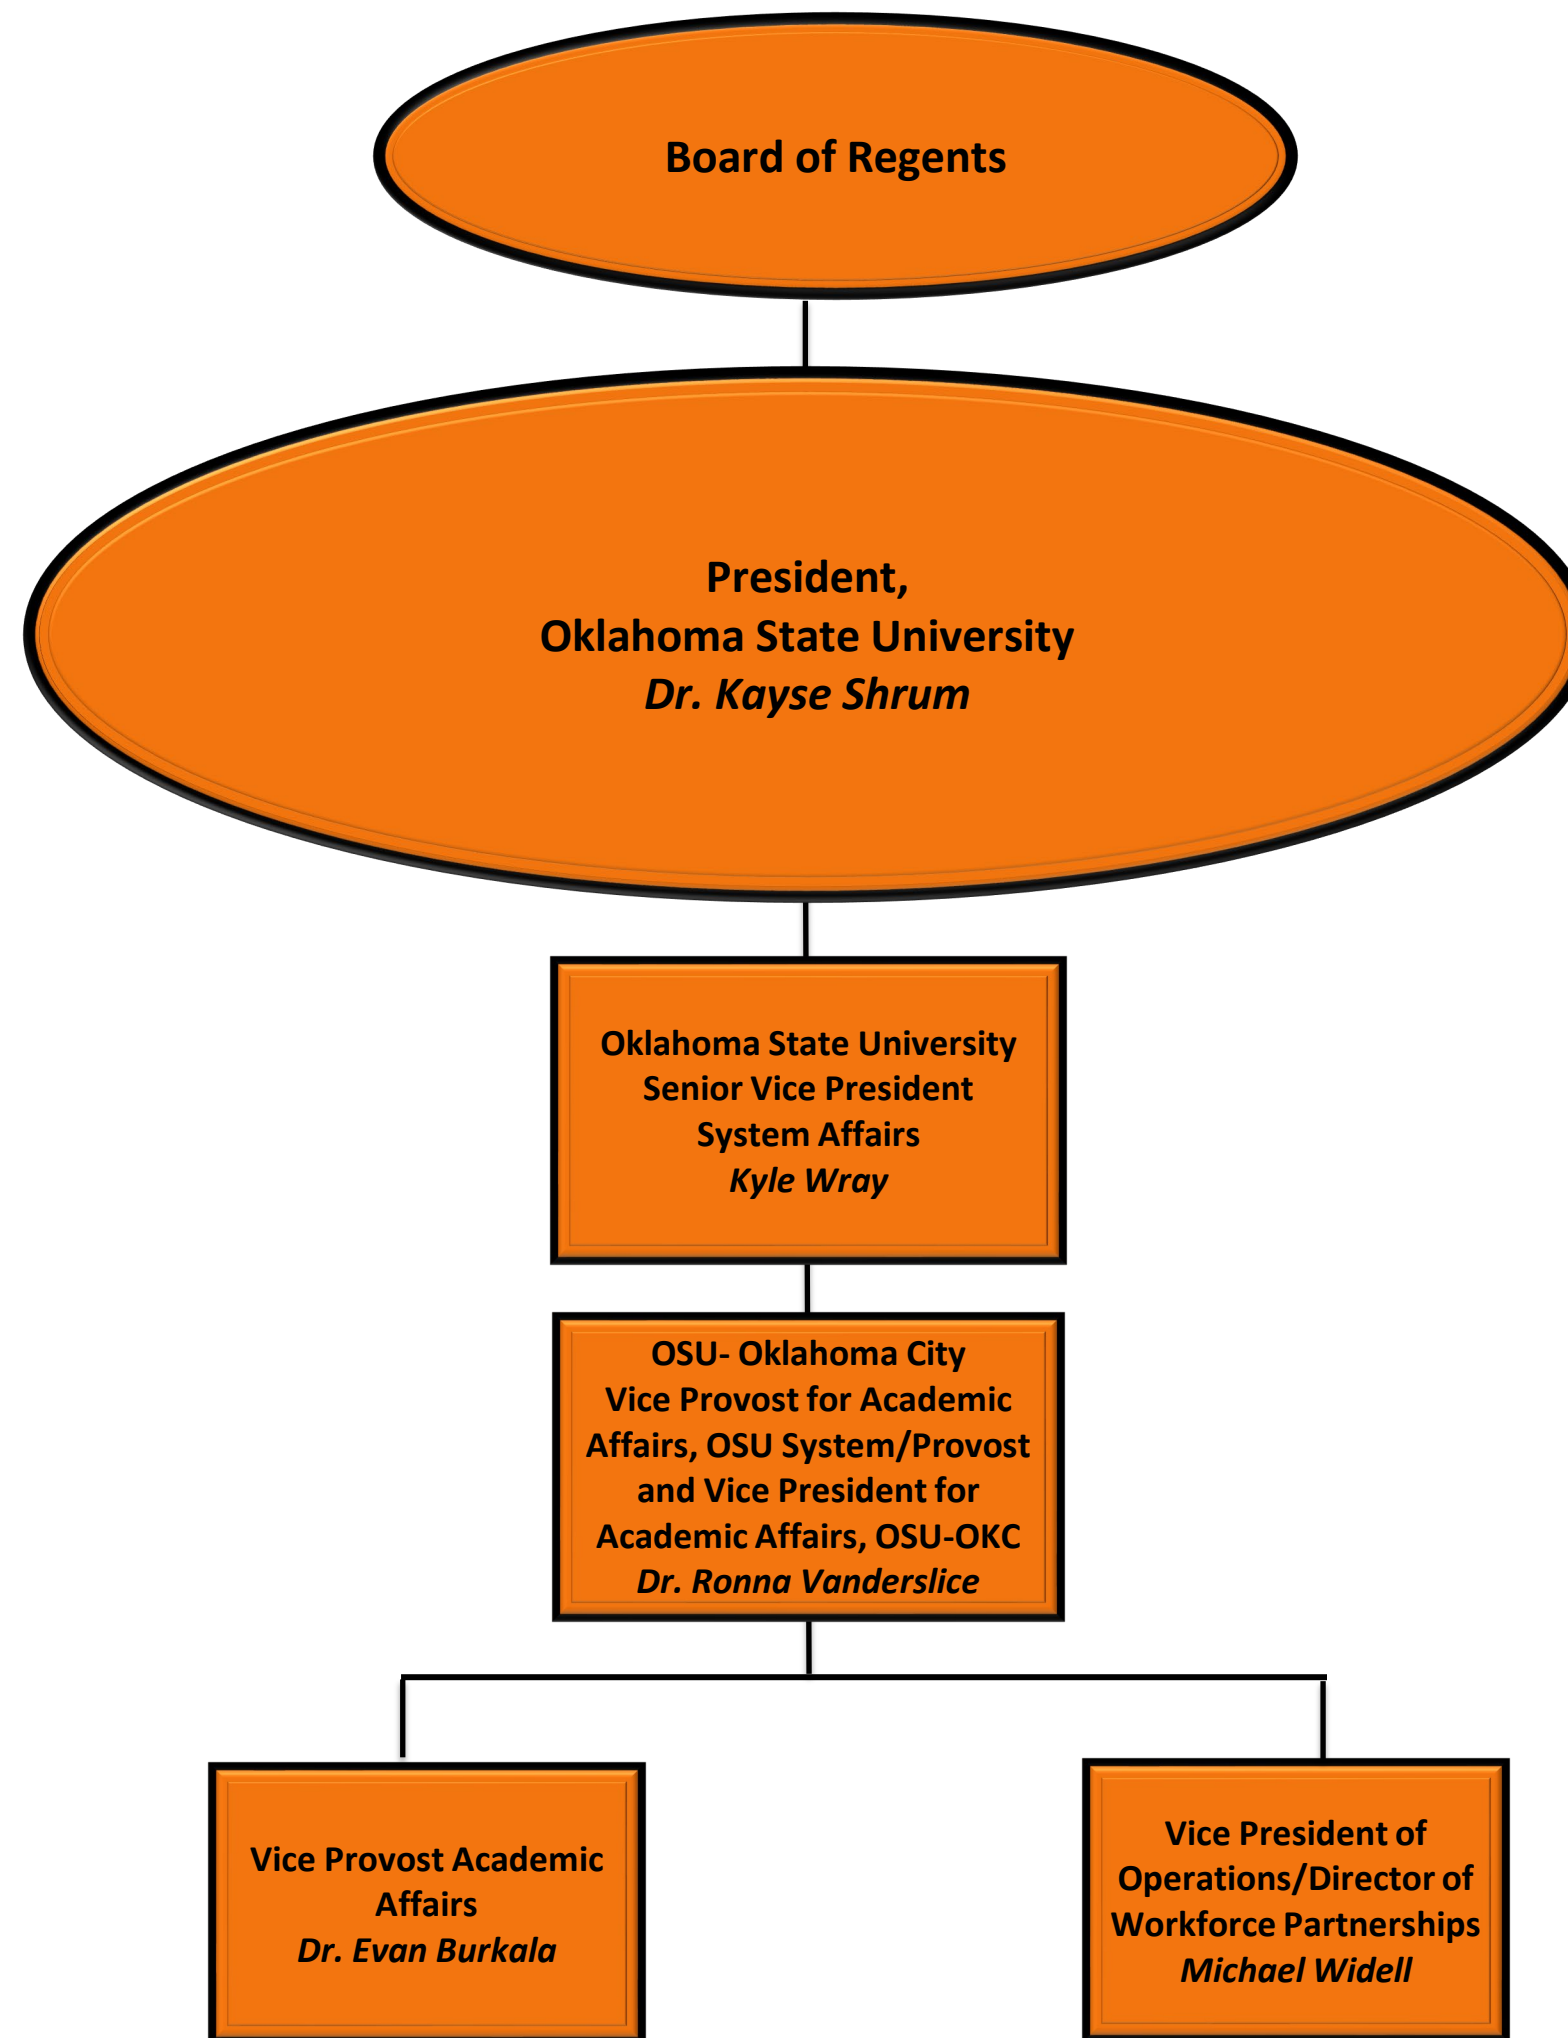 Board of Regents
President,
Oklahoma State University
Dr. Kayse Shrum
Oklahoma State University
Senior Vice President
System Affairs
Kyle Wray
OSU- Oklahoma City
Vice Provost for Academic
Affairs, OSU System/Provost
and Vice President for
Academic Affairs, OSU-OKC
Dr. Ronna Vanderslice
Vice Provost Academic
Affairs
Dr. Evan Burkala
Vice President of
Operations/Director of
Workforce Partnerships
Michael Widell